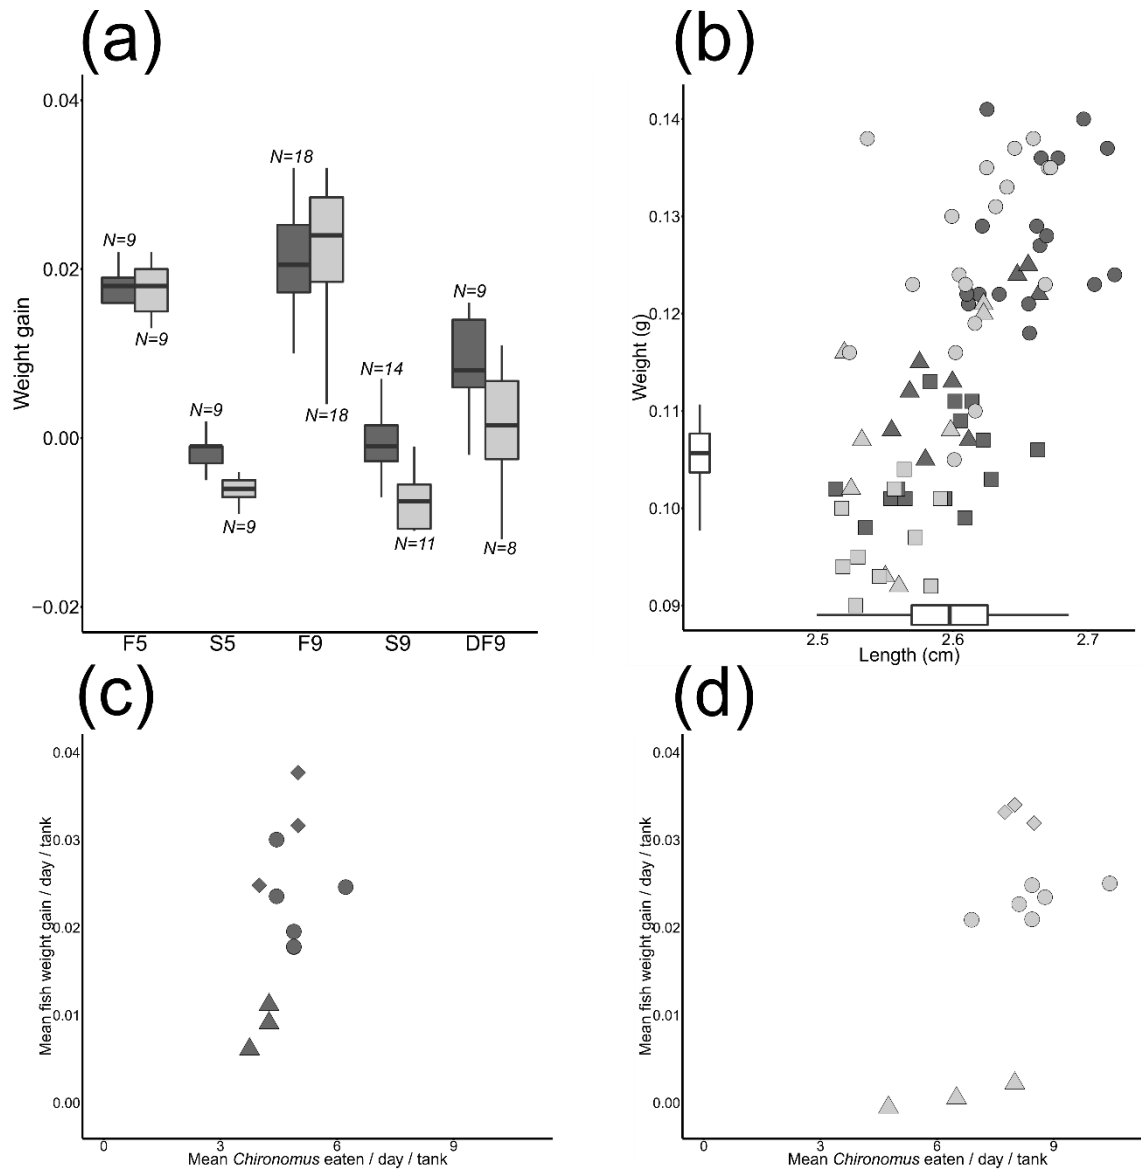 (a)
0.04
0.02
0.00
−0.02
Weight gain
N=9
N=9
N=9
N=9
N=18
N=18
N=14
N=11
N=9
N=8
F5 S5 F9 S9 DF9
(b)
0.14
0.13
0.12
0.11
0.10
0.09
Weight (g)
2.5 2.6 2.7
Length (cm)
(c)
0.04
0.03
0.02
0.01
0.00
Mean fish weight gain / day / tank
0 3 6 9
Mean Chironomus eaten / day / tank
(d)
0.04
0.03
0.02
0.01
0.00
Mean fish weight gain / day / tank
0 3 6 9
Mean Chironomus eaten / day / tank